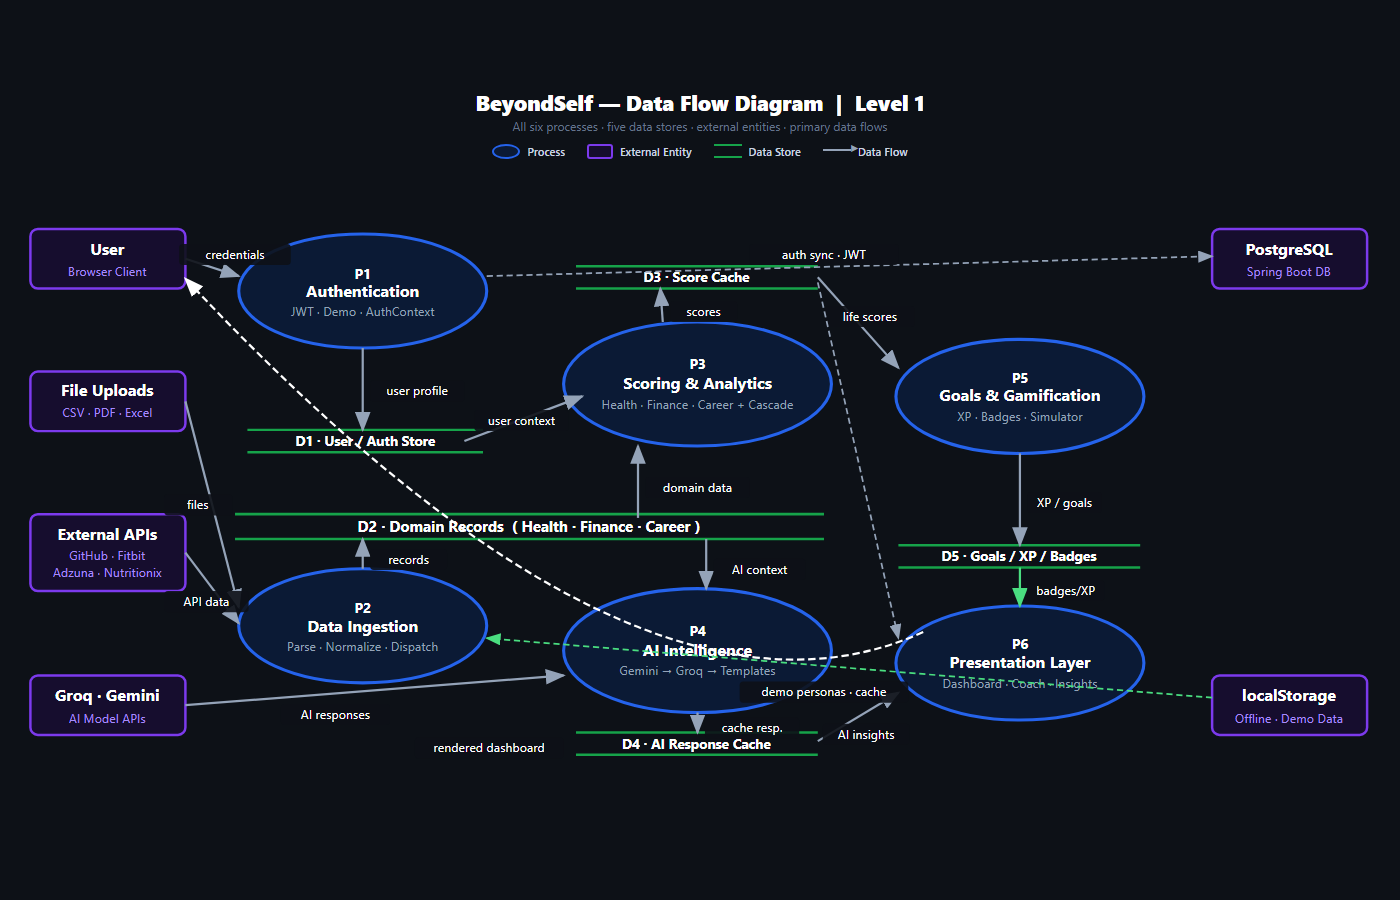 BeyondSelf — Data Flow Diagram | Level 1
All six processes · five data stores · external entities · primary data flows
Process
External Entity
Data Store
Data Flow
User
Browser Client
credentials
P1
Authentication
JWT · Demo · AuthContext
auth sync · JWT
D3 · Score Cache
PostgreSQL
Spring Boot DB
scores
life scores
File Uploads
CSV · PDF · Excel
user profile
P3
Scoring & Analytics
Health · Finance · Career + Cascade
P5
Goals & Gamification
XP · Badges · Simulator
D1 · User / Auth Store
user context
files
domain data
XP / goals
External APIs
GitHub · Fitbit
Adzuna · Nutritionix
D2 · Domain Records ( Health · Finance · Career )
D5 · Goals / XP / Badges
records
AI context
badges/XP
API data
P2
Data Ingestion
Parse · Normalize · Dispatch
P4
AI Intelligence
Gemini → Groq → Templates
P6
Presentation Layer
Dashboard · Coach · Insights
demo personas · cache
Groq · Gemini
AI Model APIs
AI responses
localStorage
Offline · Demo Data
cache resp.
AI insights
rendered dashboard
D4 · AI Response Cache